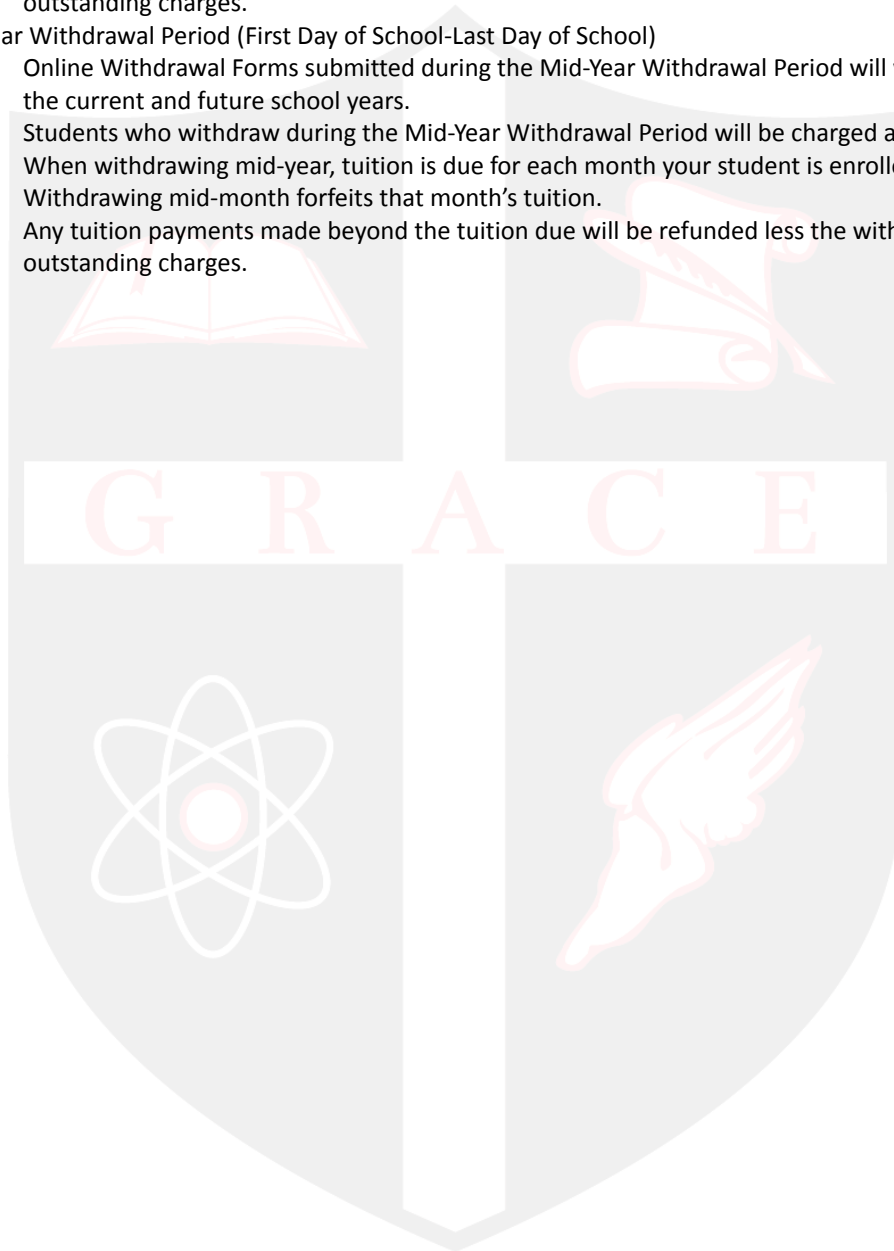 outstanding charges.
ar Withdrawal Period (First Day of School-Last Day of School)
Online Withdrawal Forms submitted during the Mid-Year Withdrawal Period will
the current and future school years.
Students who withdraw during the Mid-Year Withdrawal Period will be charged a
When withdrawing mid-year, tuition is due for each month your student is
Withdrawing mid-month forfeits that month’s tuition.
Any tuition payments made beyond the tuition due will be refunded less the
outstanding charges.
G R A C E